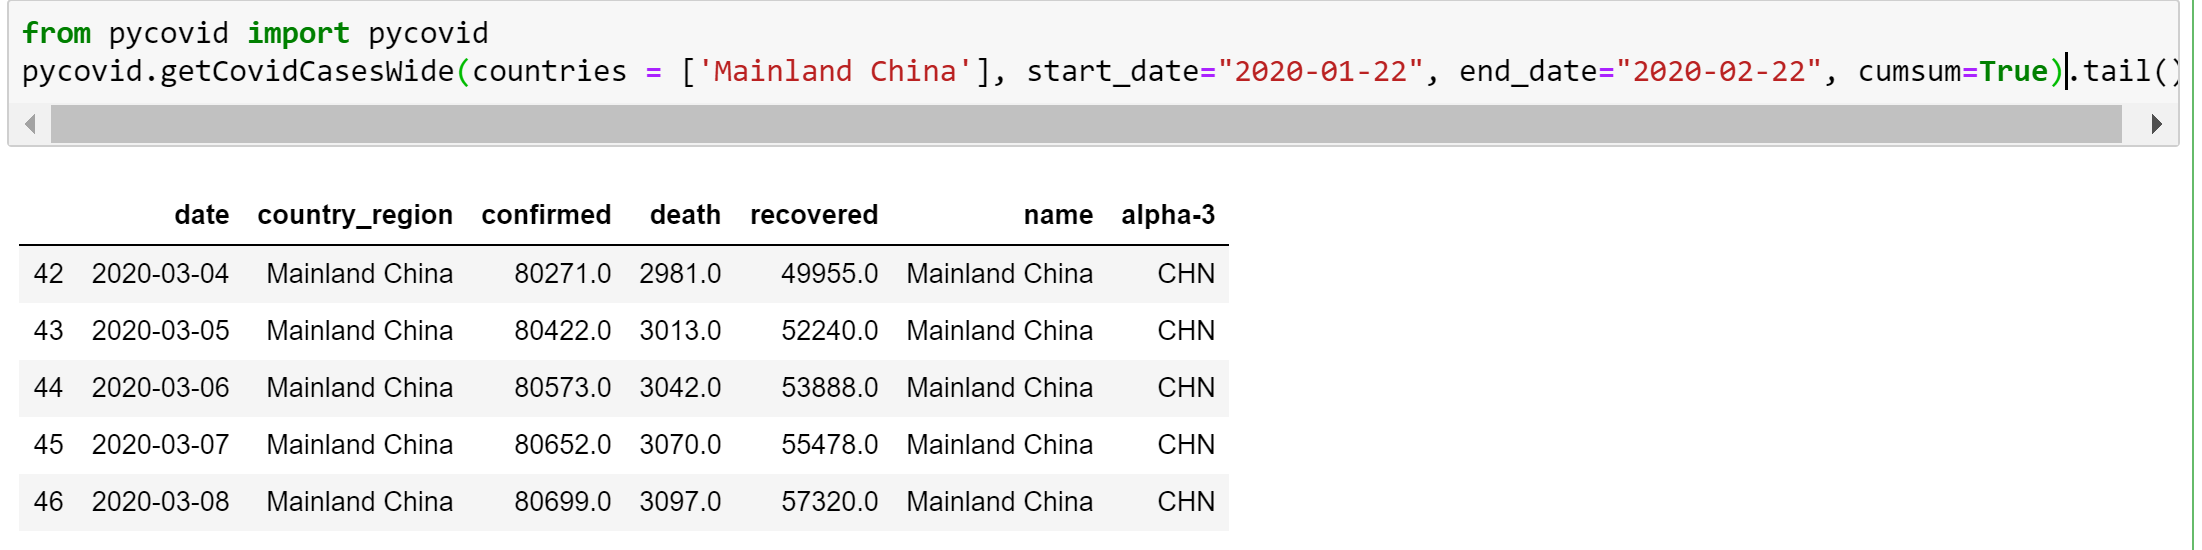 from pycovid import pycovid
pycovid.getCovidCasesWide(countries = ['Mainland China'], start_date="2020-01-22", end_date="2020-02-22", cumsum=True).tail()
date country_region confirmed death recovered name alpha-3
42 2020-03-04 Mainland China 80271.0 2981.0 49955.0 Mainland China CHN
43 2020-03-05 Mainland China 80422.0 3013.0 52240.0 Mainland China CHN
44 2020-03-06 Mainland China 80573.0 3042.0 53888.0 Mainland China CHN
45 2020-03-07 Mainland China 80652.0 3070.0 55478.0 Mainland China CHN
46 2020-03-08 Mainland China 80699.0 3097.0 57320.0 Mainland China CHN